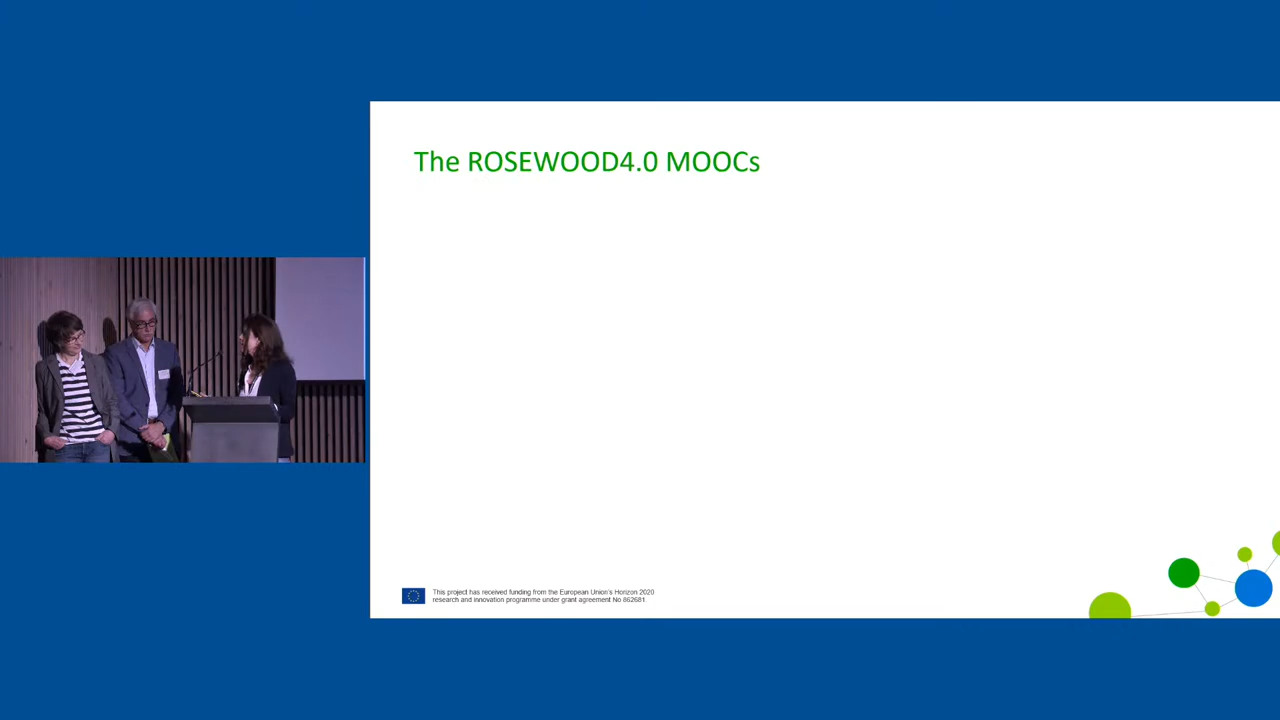 The ROSEWOOD4.0 MOOCs
This project has received funding from the European Union's Horizon 2020
research and innovation programme under grant agreement No 862681